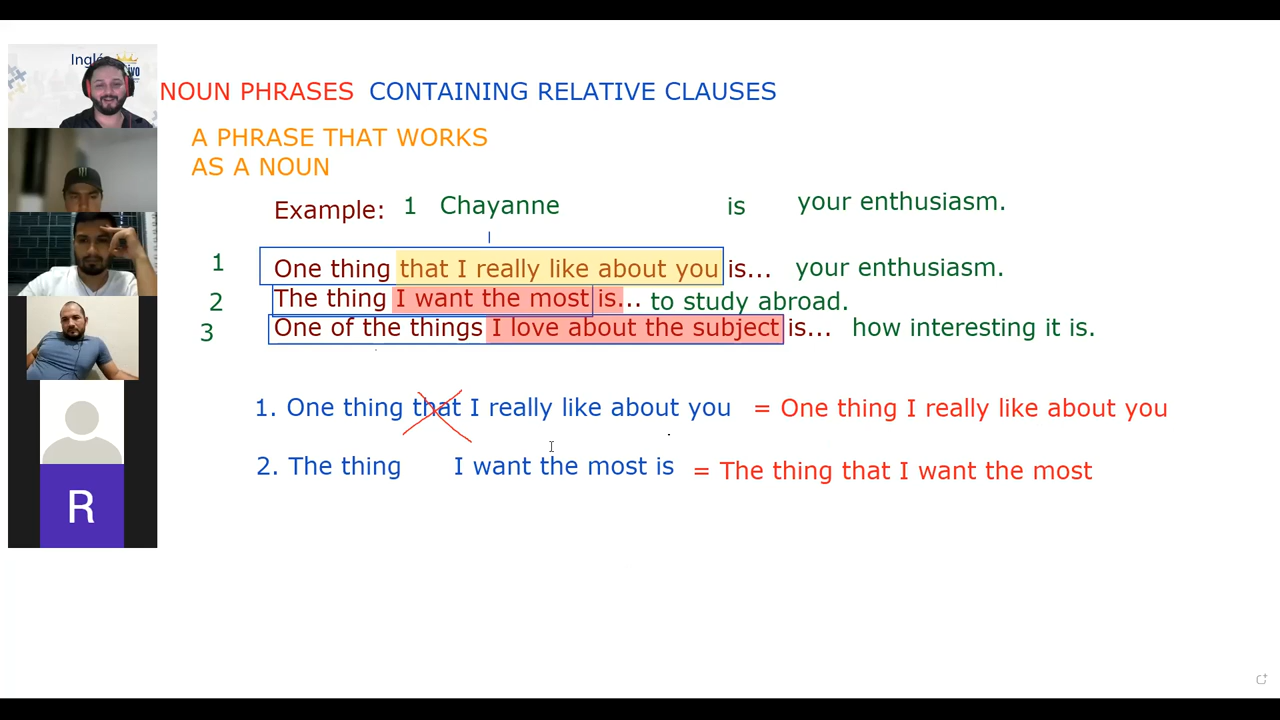 Inglés
ivo
NOUN PHRASES CONTAINING RELATIVE CLAUSES
A PHRASE THAT WORKS
AS A NOUN
Example: 1 Chayanne is your enthusiasm.
1 One thing that I really like about you is... your enthusiasm.
2 The thing I want the most is... to study abroad.
3 One of the things I love about the subject is... how interesting it is.
1. One thing that I really like about you = One thing I really like about you
2. The thing I want the most is = The thing that I want the most
R